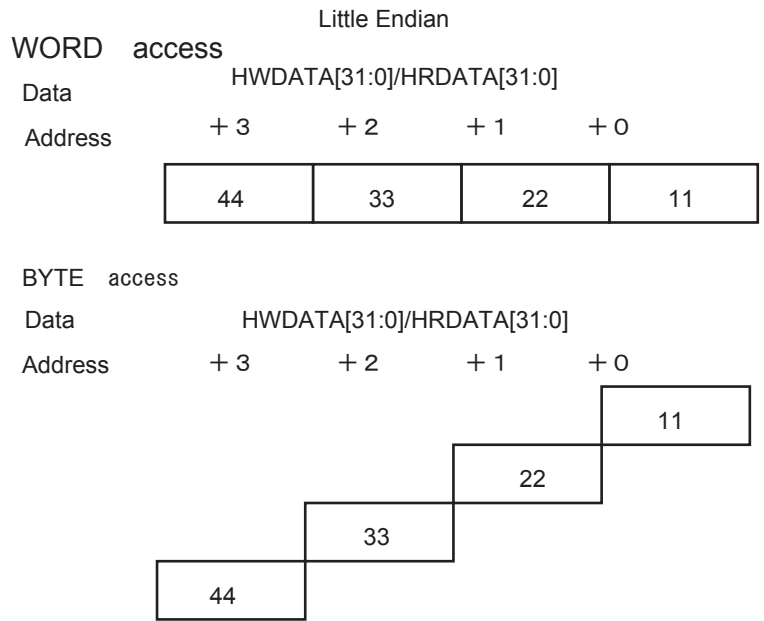 Little Endian
WORD access
HWDATA[31:0]/HRDATA[31:0]
Data
Address +3 +2 +1 +0
44 33 22 11
BYTE access
Data HWDATA[31:0]/HRDATA[31:0]
Address +3 +2 +1 +0
11
22
33
44